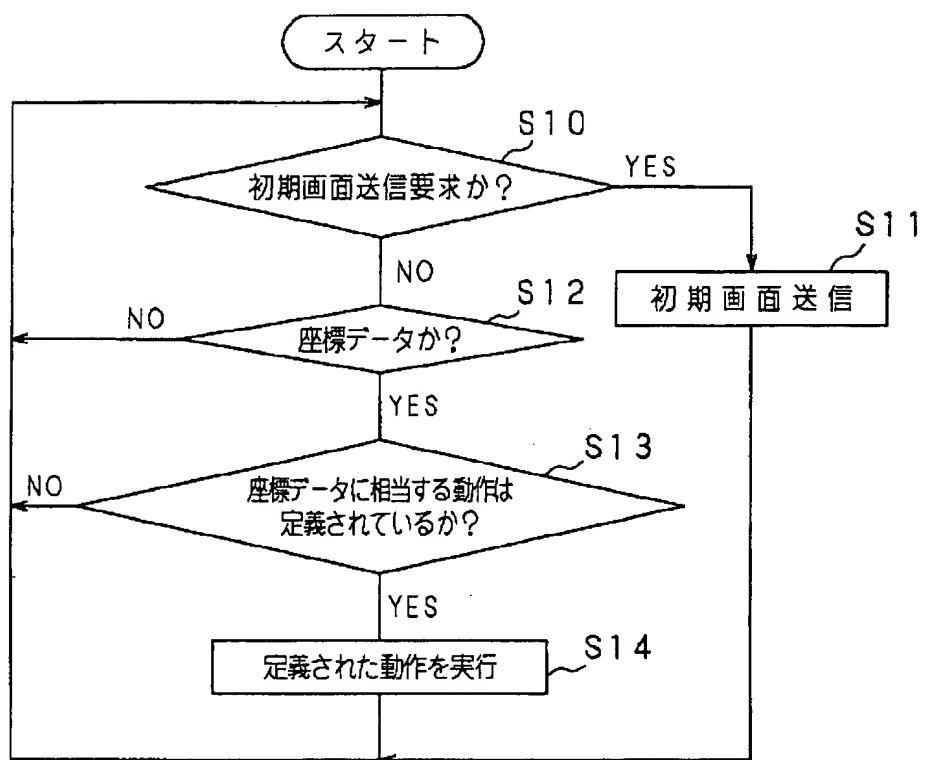 スタート
S10
初期画面送信要求か?
YES
S11
初期画面送信
NO
S12
座標データか?
NO
YES
S13
座標データに相当する動作は
定義されているか?
NO
YES
S14
定義された動作を実行